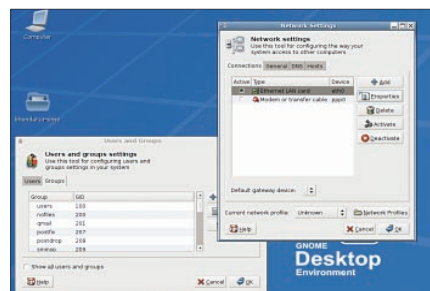 Computer
Network Settings
Network settings
Use this tool for configuring the way your
system access to other computers
Connections General DNS Hosts
Active Type Device
Ethernet LAN card eth0
Modem or transfer cable ppp0
Add
Properties
Delete
Activate
Deactivate
Default gateway device:
Current network profile: Unknown Network Profiles
Help Cancel OK
Users and Groups
Users and groups settings
Use this tool for configuring users and
groups settings in your system
Users Groups
Group GID
users 100
nofiles 200
qmail 201
postfix 207
postdrop 208
209
Show all users and groups
Help Cancel OK
GNOME
Desktop
Environment